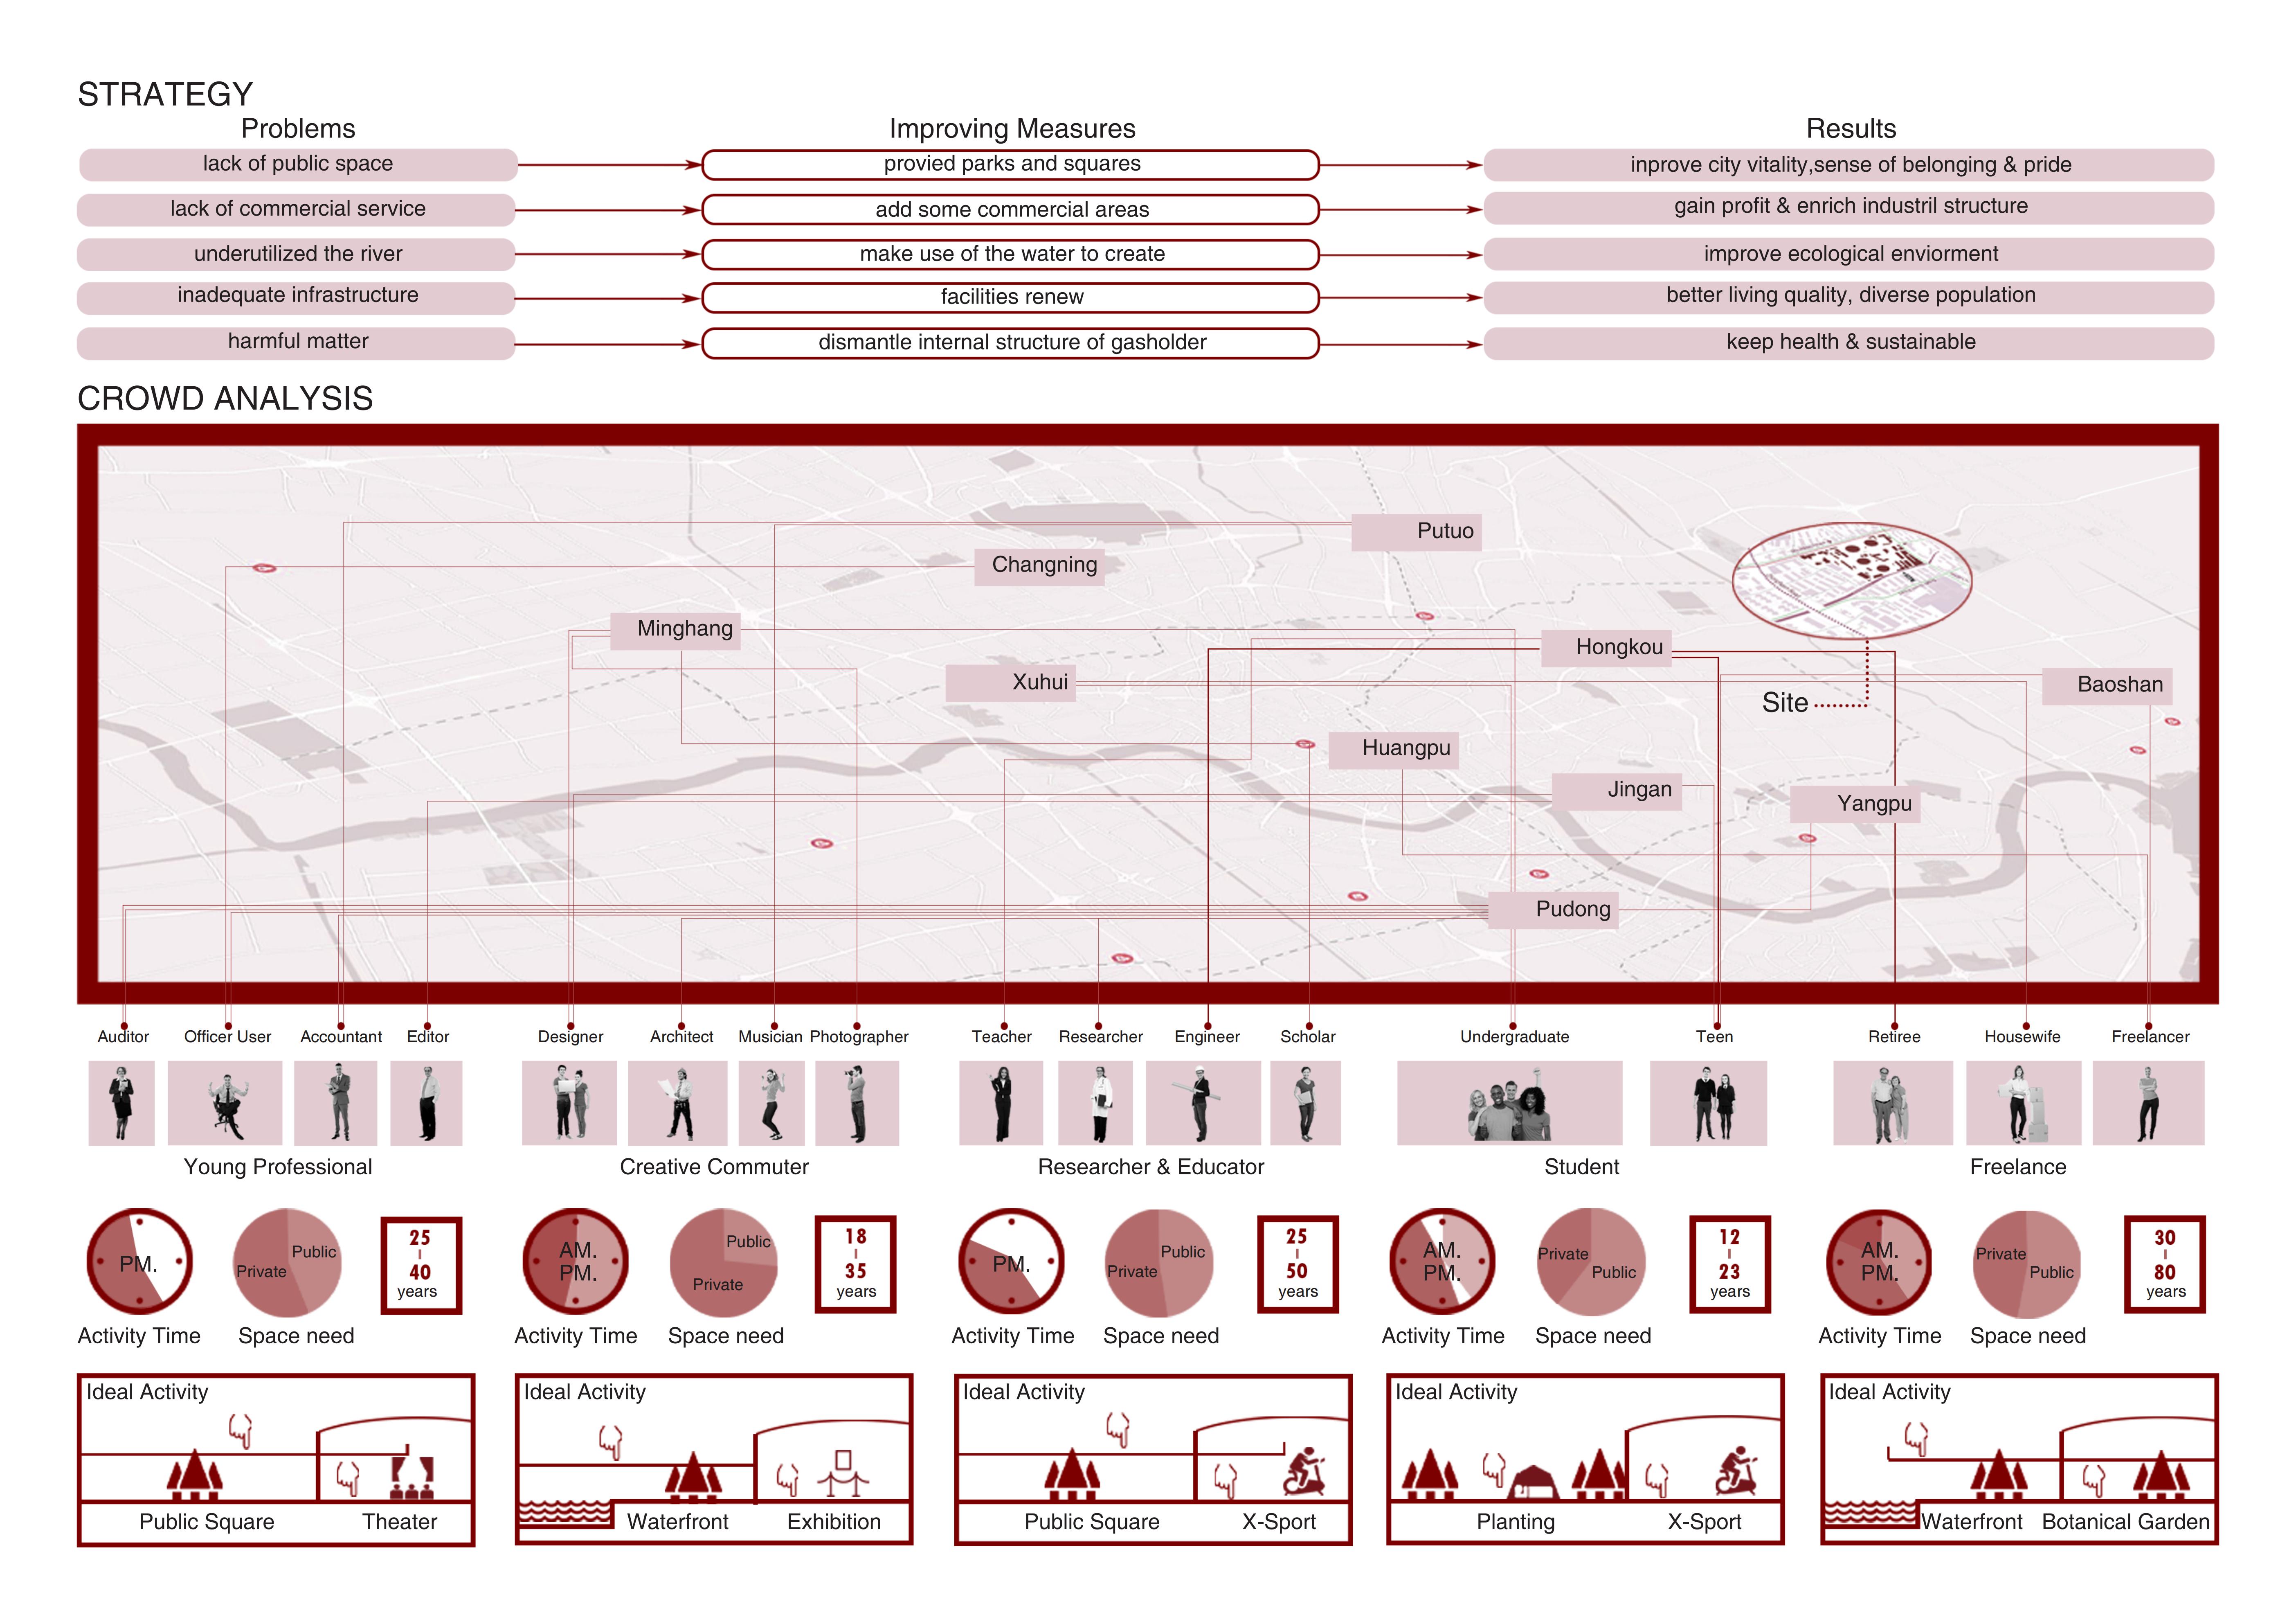 STRATEGY
Problems
Improving Measures
Results
lack of public space
provied parks and squares
inprove city vitality,sense of belonging & pride
lack of commercial service
add some commercial areas
gain profit & enrich industril structure
underutilized the river
make use of the water to create
improve ecological enviorment
inadequate infrastructure
facilities renew
better living quality, diverse population
harmful matter
dismantle internal structure of gasholder
keep health & sustainable
CROWD ANALYSIS
Putuo
Changning
Minghang
Hongkou
Xuhui
Baoshan
Site
Huangpu
Jingan
Yangpu
Pudong
Auditor
Officer User
Accountant
Editor
Designer
Architect
Musician
Photographer
Teacher
Researcher
Engineer
Scholar
Undergraduate
Teen
Retiree
Housewife
Freelancer
Young Professional
Creative Commuter
Researcher & Educator
Student
Freelance
PM.
Public
Private
25
40
years
AM.
PM.
Public
Private
18
35
years
PM.
Public
Private
25
50
years
AM.
PM.
Private
Public
12
23
years
AM.
PM.
Private
Public
30
80
years
Activity Time
Space need
Activity Time
Space need
Activity Time
Space need
Activity Time
Space need
Activity Time
Space need
Ideal Activity
Public Square
Theater
Ideal Activity
Waterfront
Exhibition
Ideal Activity
Public Square
X-Sport
Ideal Activity
Planting
X-Sport
Ideal Activity
Waterfront
Botanical Garden